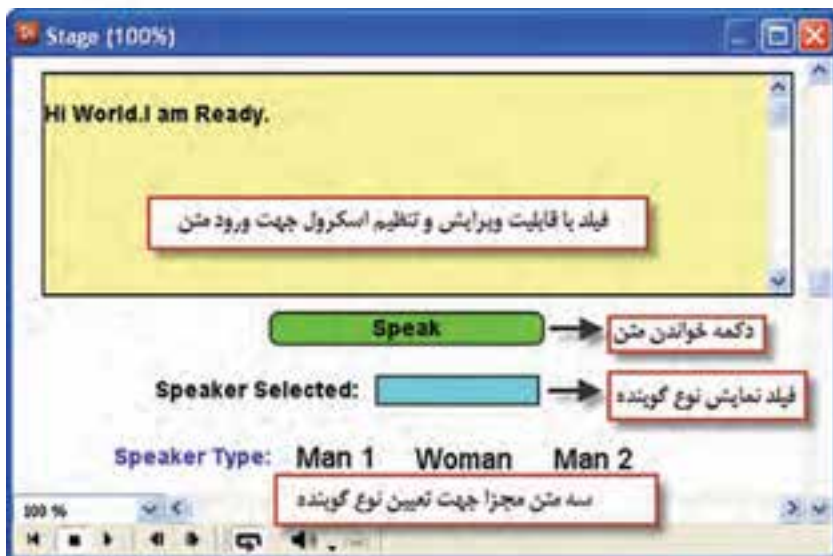 Stage (100%)
Hi World.I am Ready.
فیلد با قابلیت ویرایش و تنظیم اسکرول جهت ورود متن
Speak
دکمه خواندن متن
Speaker Selected:
فیلد نمایش نوع گوینده
Speaker Type: Man 1 Woman Man 2
سه متن مجزا جهت تعیین نوع گوینده
100 %